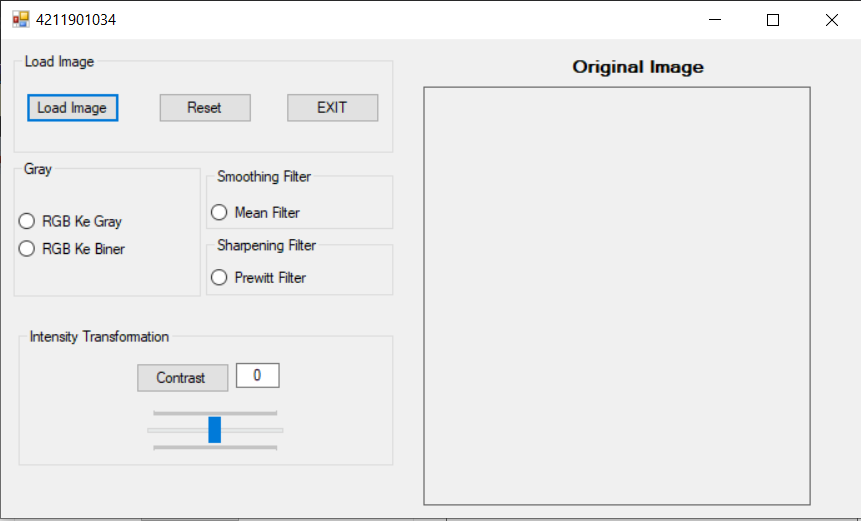 4211901034
Load Image
Load Image
Reset
EXIT
Original Image
Gray
RGB Ke Gray
RGB Ke Biner
Smoothing Filter
Mean Filter
Sharpening Filter
Prewitt Filter
Intensity Transformation
Contrast
0